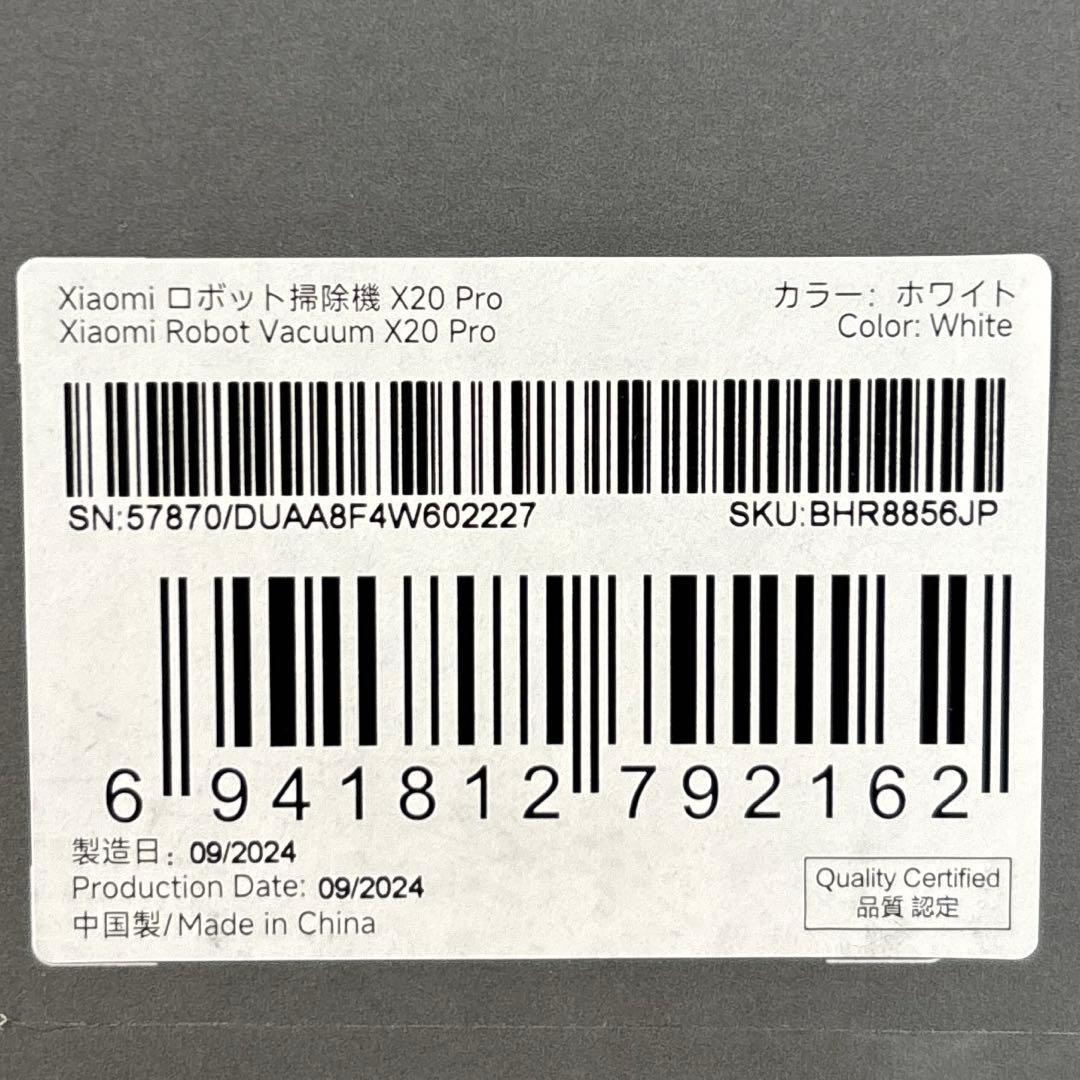 Xiaomi ロボット掃除機 X20 Pro
Xiaomi Robot Vacuum X20 Pro
カラー：ホワイト
Color: White
SN:57870/DUAA8F4W602227
SKU:BHR8856JP
6 941812 792162
製造日：09/2024
Production Date: 09/2024
中国製/Made in China
Quality Certified
品質 認定